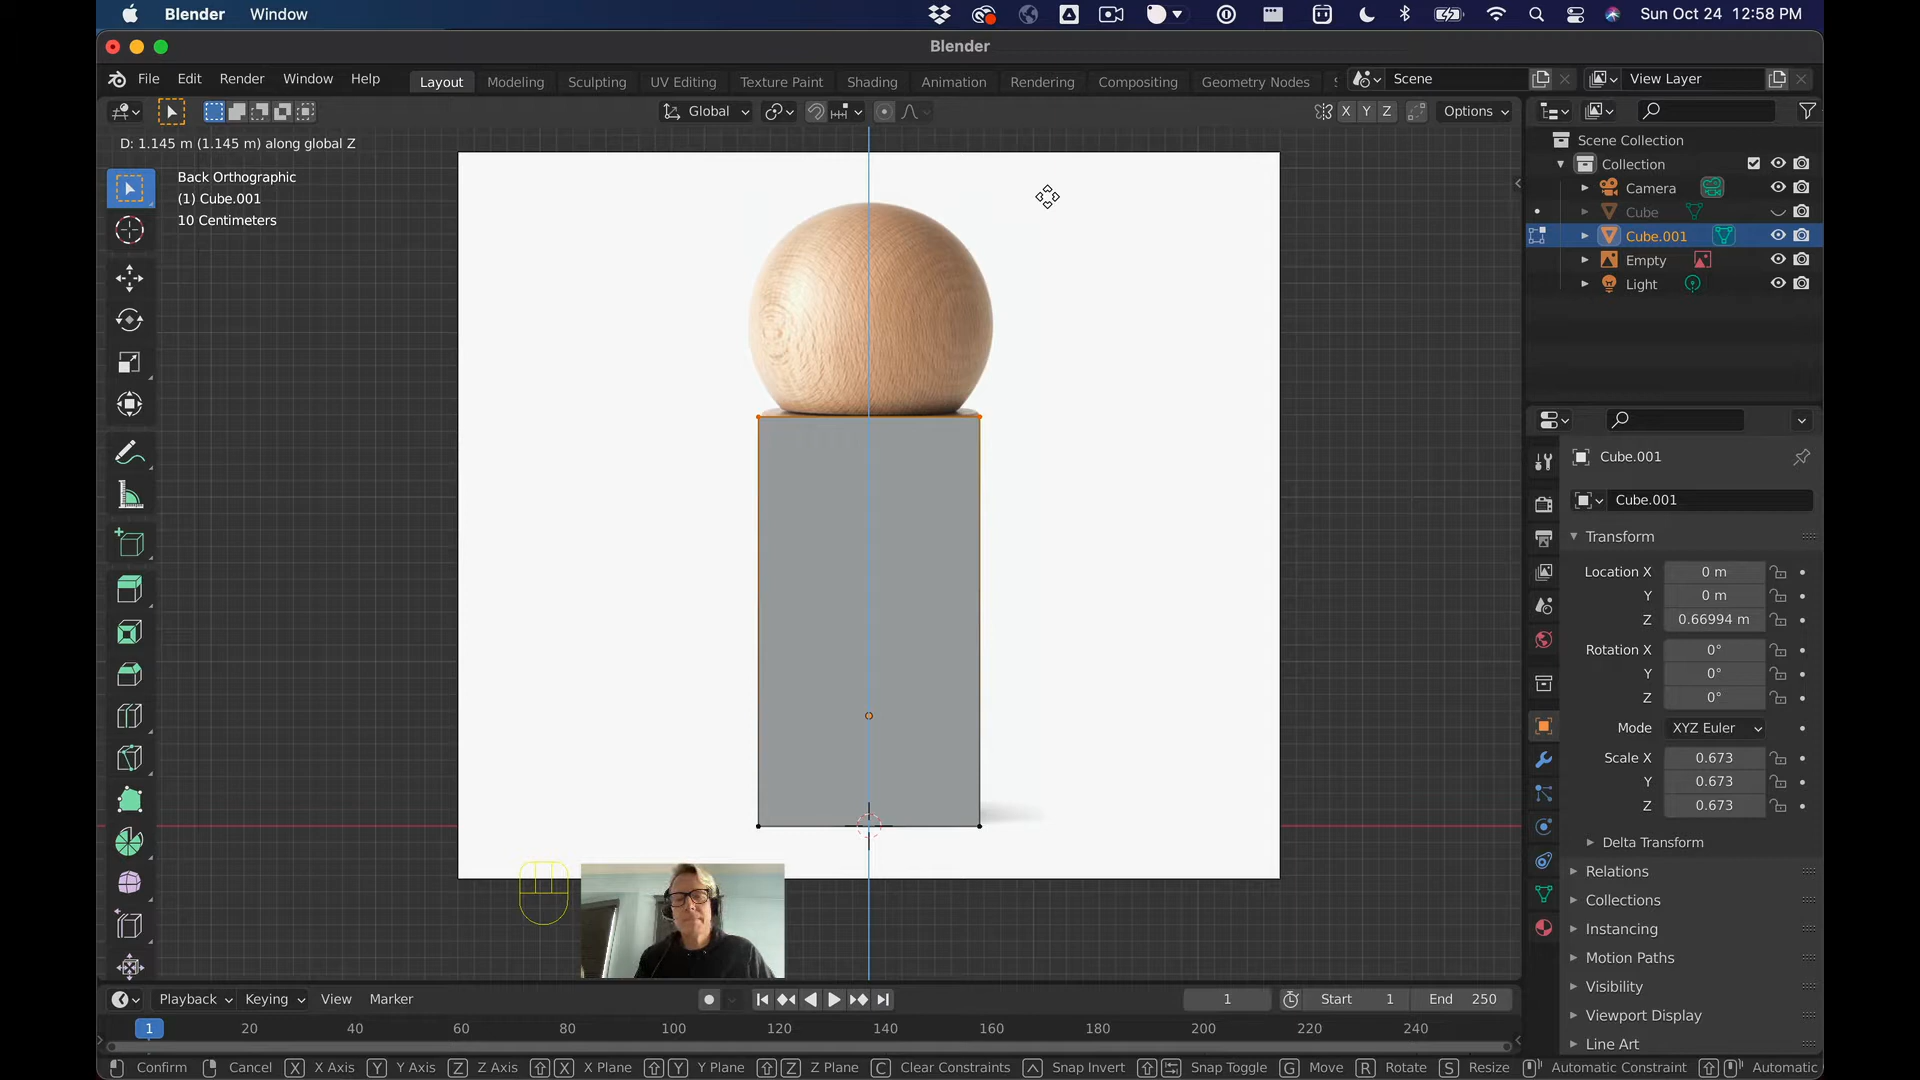 Blender Window Sun Oct 24 12:58 PM
Blender
File Edit Render Window Help Layout Modeling Sculpting UV Editing Texture Paint Shading Animation Rendering Compositing Geometry Nodes Scene View Layer
Global X Y Z Options
D: 1.145 m (1.145 m) along global Z
Back Orthographic
(1) Cube.001
10 Centimeters
Scene Collection
Collection
Camera
Cube
Cube.001
Empty
Light
Cube.001
Cube.001
Transform
Location X 0 m
Y 0 m
Z 0.66994 m
Rotation X 0°
Y 0°
Z 0°
Mode XYZ Euler
Scale X 0.673
Y 0.673
Z 0.673
Delta Transform
Relations
Collections
Instancing
Motion Paths
Visibility
Viewport Display
Line Art
Playback Keying View Marker 1 Start 1 End 250
1 20 40 60 80 100 120 140 160 180 200 220 240
Confirm Cancel X X Axis Y Y Axis Z Z Axis X X Plane Y Y Plane Z Z Plane C Clear Constraints Snap Invert Snap Toggle G Move R Rotate S Resize Automatic Constraint Automatic